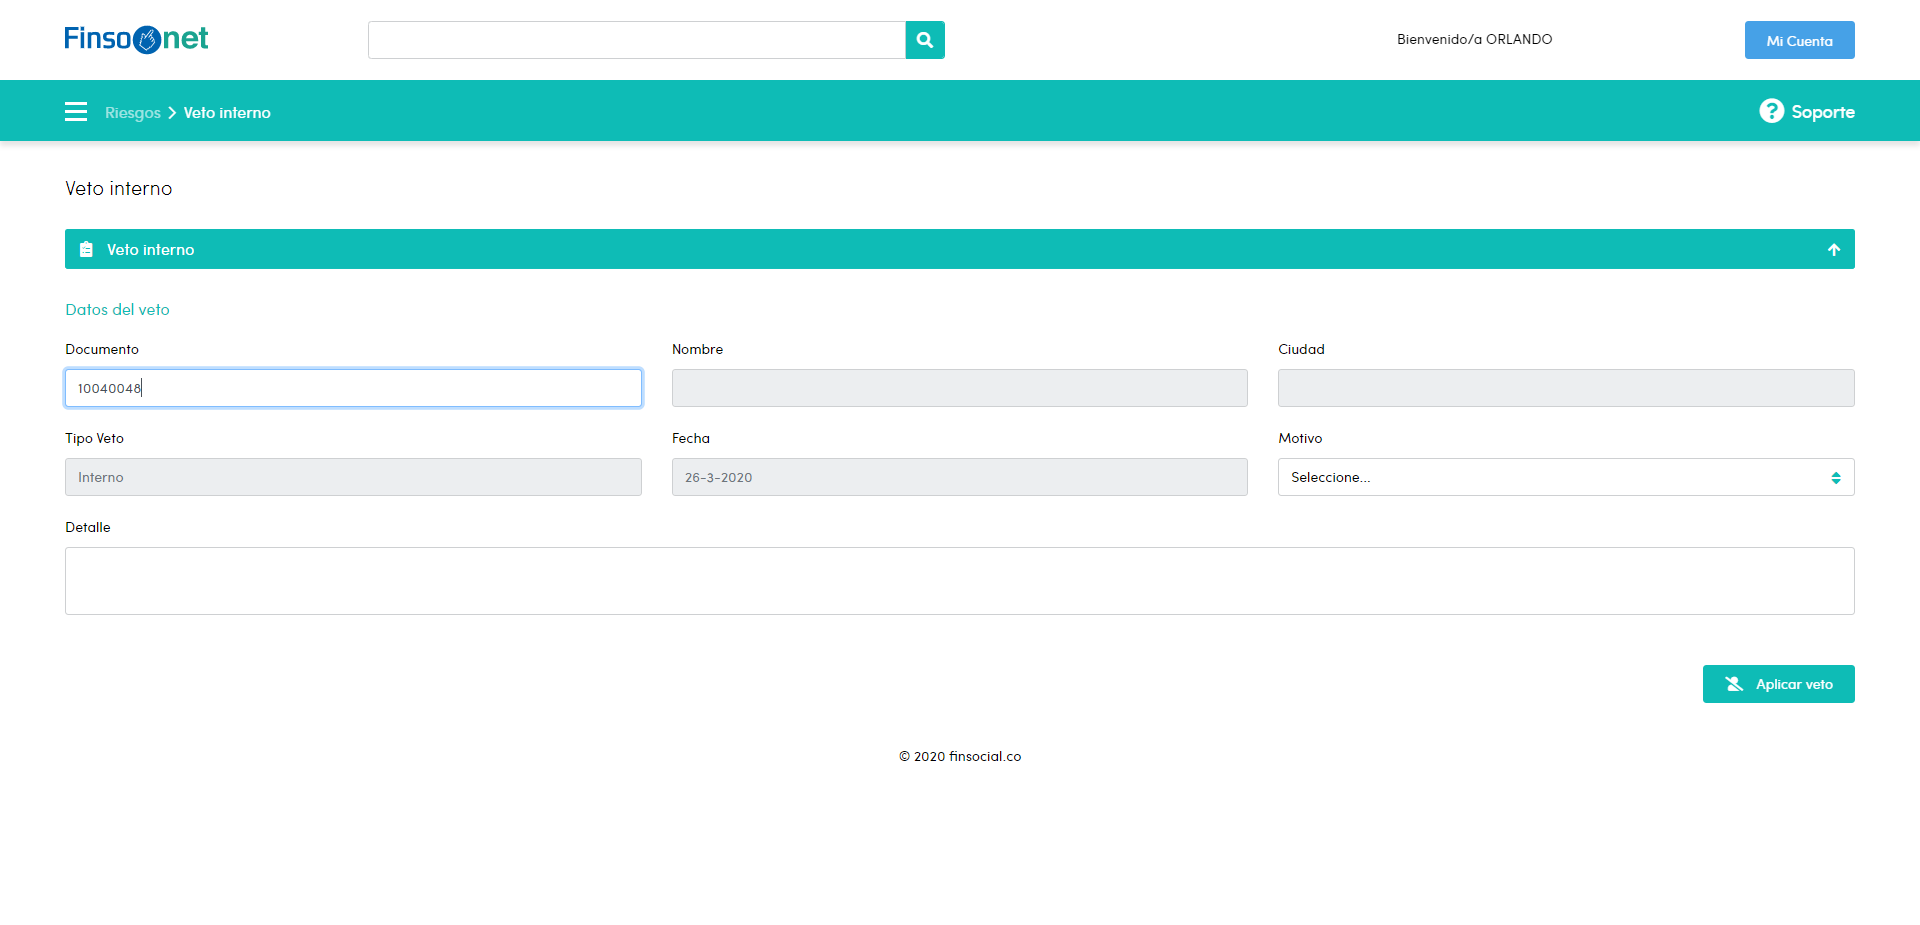 Finsonet
Bienvenido/a ORLANDO
Mi Cuenta
Riesgos > Veto interno
Soporte
Veto interno
Veto interno
Datos del veto
Documento
Nombre
Ciudad
10040048
Tipo Veto
Fecha
Motivo
Interno
26-3-2020
Seleccione...
Detalle
Aplicar veto
© 2020 finsocial.co